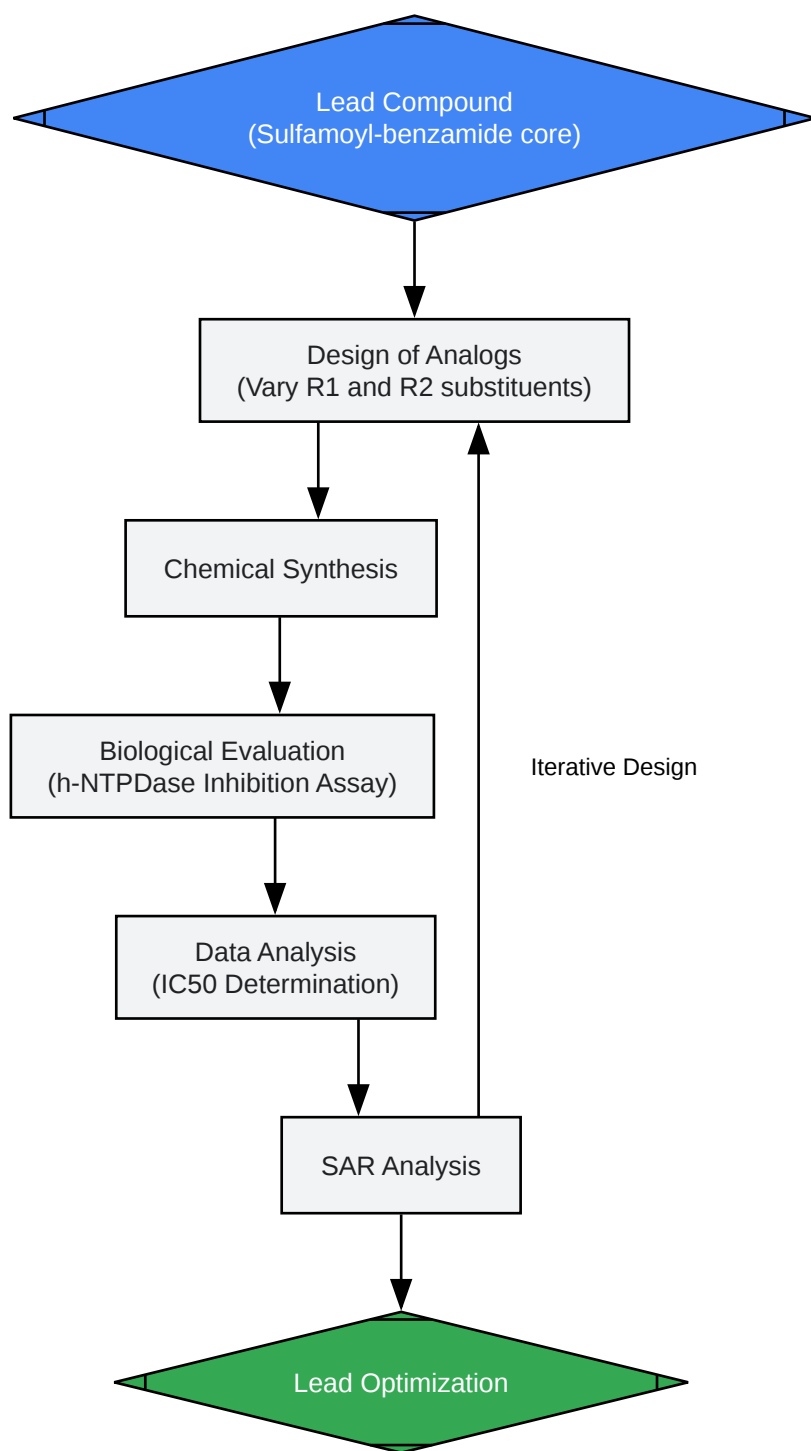 Lead Compound
(Sulfamoyl-benzamide core)
Design of Analogs
(Vary R1 and R2 substituents)
Chemical Synthesis
Biological Evaluation
(h-NTPDase Inhibition Assay)
Iterative Design
Data Analysis
(IC50 Determination)
SAR Analysis
Lead Optimization